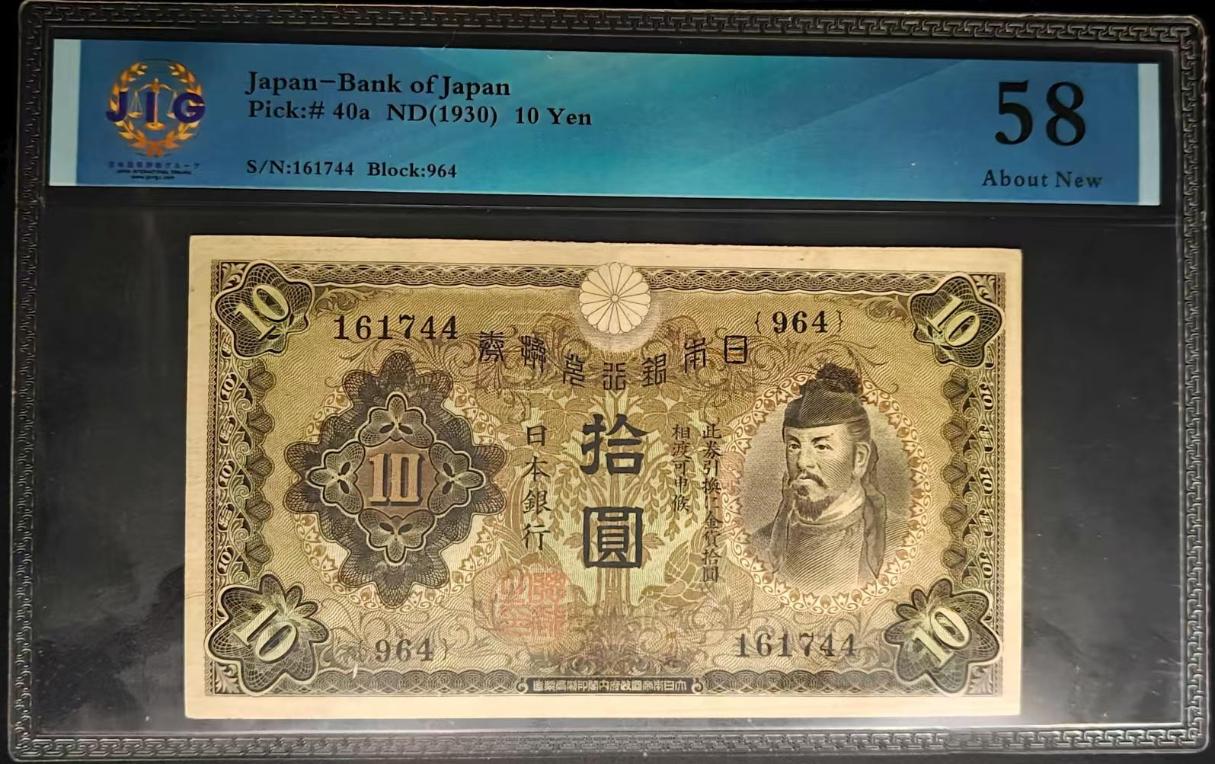 JIG
Japan-Bank of Japan
Pick:# 40a ND(1930) 10 Yen
S/N:161744 Block:964
58
About New
10
10
161744
{964}
日本銀行兌換券
10
日本銀行
拾圓
此券引換仁金貨拾圓
相渡可申候
{964}
161744
10
10
大日本帝國政府内閣印刷局製造